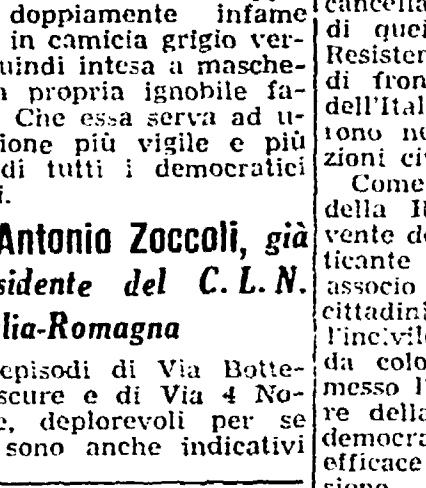 doppiamente infame
in camicia grigio ver-
uindi intesa a masche-
propria ignobile fa-
Che essa serva ad u-
zione più vigile e più
di tutti i democratici
i.
Antonio Zoccoli, già
sidente del C. L. N.
lia-Romagna
episodi di Via Botte-
scure e di Via 4 No-
e, deplorevoli per se
sono anche indicativi
cancella
di quei
Resisten
di fron
dell'Ital
rono ne
zioni civ
Come
della It
vente de
ticante
associo
cittadini
l'incivile
da colo
messo l'
re della
democra
efficace
sione